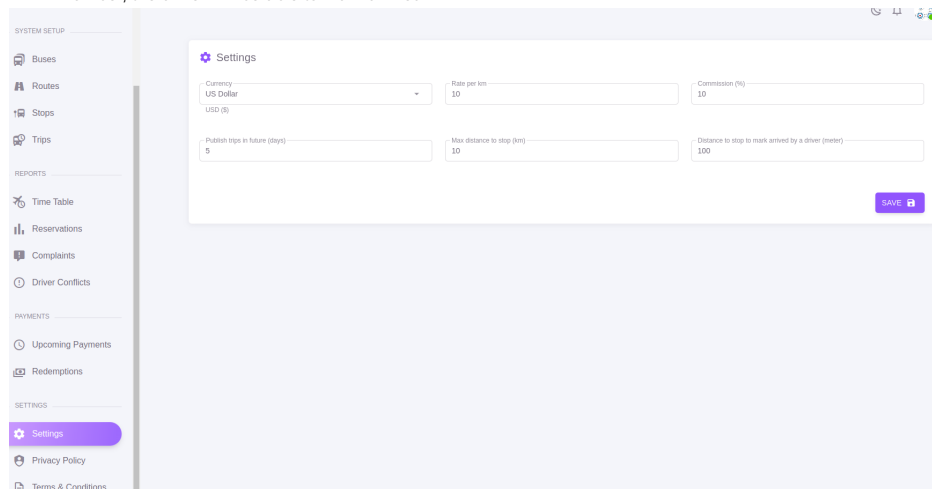 SYSTEM SETUP
Buses
Routes
Stops
Trips
REPORTS
Time Table
Reservations
Complaints
Driver Conflicts
PAYMENTS
Upcoming Payments
Redemptions
SETTINGS
Settings
Privacy Policy
Terms & Conditions
Settings
Currency
US Dollar
USD ($)
Rate per km
10
Commission (%)
10
Publish trips in future (days)
5
Max distance to stop (km)
10
Distance to stop to mark arrived by a driver (meter)
100
SAVE